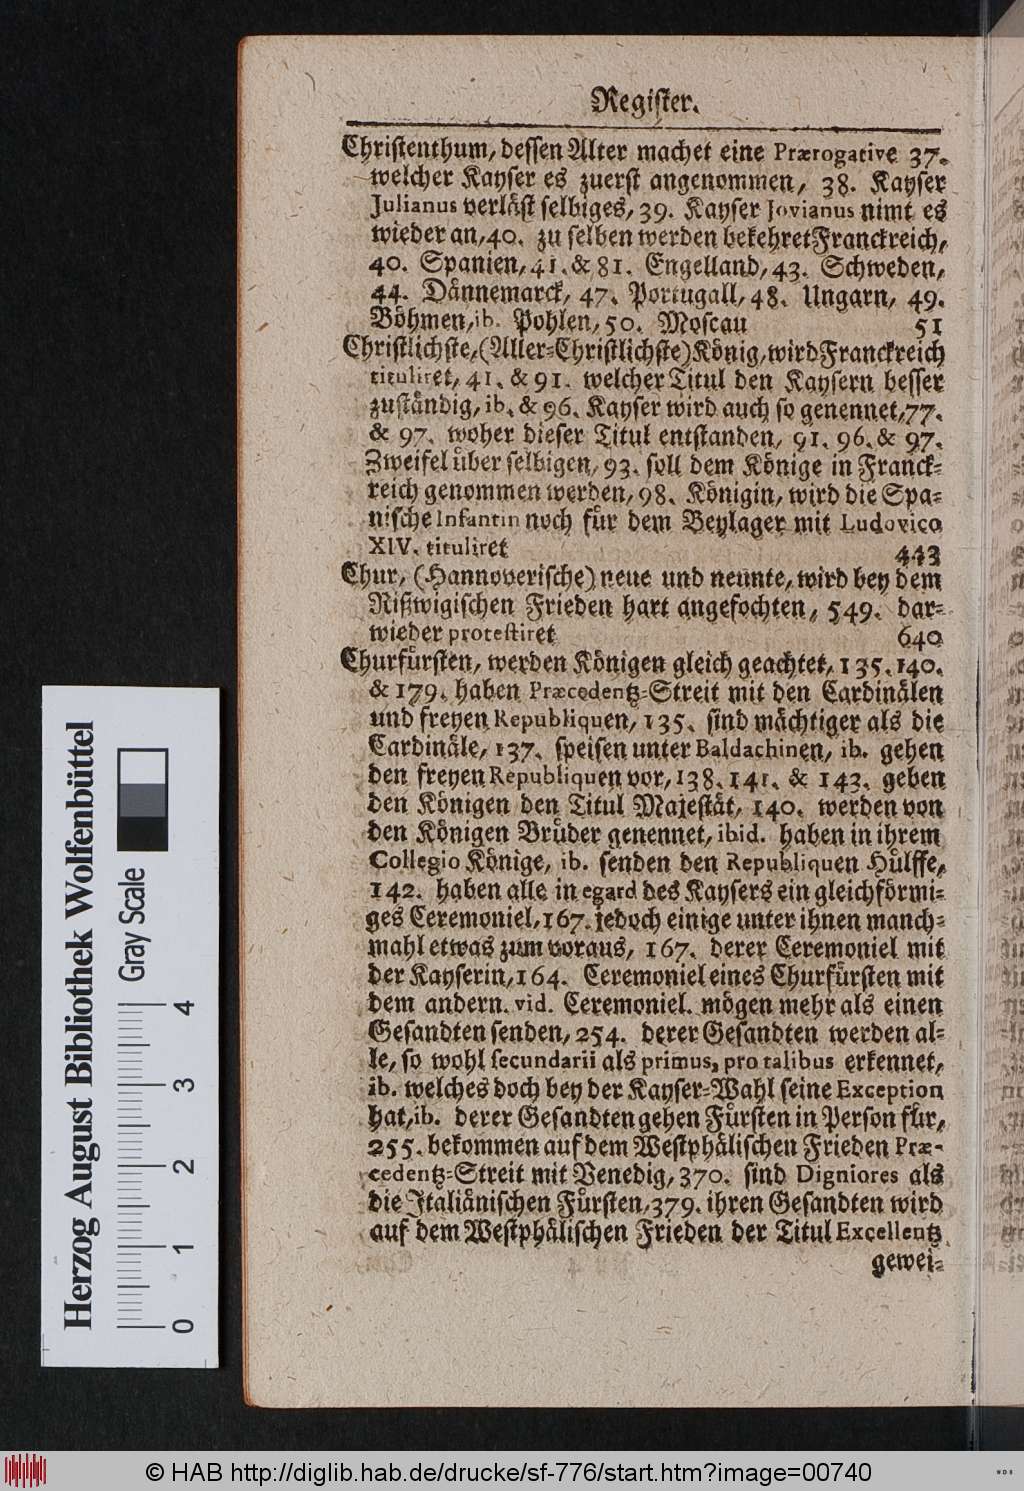 Register.
Christenthum, dessen Alter machet eine Prærogative 37.
welcher Kayser es zuerst angenommen, 38. Kayser
Julianus verläst selbiges, 39. Kayser Jovianus nimt es
wieder an, 40. zu selben werden bekehret Franckreich,
40. Spanien, 41. & 81. Engelland, 43. Schweden,
44. Dännemarck, 47. Portugall, 48. Ungarn, 49.
Böhmen, ib. Pohlen, 50. Moscau 51
Christlichste, (Aller-Christlichste) König, wird Franckreich
tituliret, 41. & 91. welcher Titul den Kaysern besser
zuständig, ib. & 96. Kayser wird auch so genennet, 77.
& 97. woher dieser Titul entstanden, 91. 96. & 97.
Zweifel über selbigen, 93. soll dem Könige in Franck-
reich genommen werden, 98. Königin, wird die Spa-
nische Infantin noch für dem Beylager mit Ludovico
XIV. tituliret 443
Chur, (Hannoverische) neue und neunte, wird bey dem
Rißwigischen Frieden hart angefochten, 549. dar-
wieder protestiret 640
Churfürsten, werden Königen gleich geachtet, 135. 140.
& 179. haben Præcedentz-Streit mit den Cardinälen
und freyen Republiquen, 135. sind mächtiger als die
Cardinäle, 137. speisen unter Baldachinen, ib. gehen
den freyen Republiquen vor, 138. 141. & 143. geben
den Königen den Titul Majestät, 140. werden von
den Königen Brüder genennet, ibid. haben in ihrem
Collegio Könige, ib. senden den Republiquen Hülffe,
142. haben alle in egard des Kaysers ein gleichförmi-
ges Ceremoniel, 167. jedoch einige unter ihnen manch-
mahl etwas zum voraus, 167. derer Ceremoniel mit
der Kayserin, 164. Ceremoniel eines Churfürsten mit
dem andern. vid. Ceremoniel. mögen mehr als einen
Gesandten senden, 254. derer Gesandten werden al-
le, so wohl secundarii als primus, pro talibus erkennet,
ib. welches doch bey der Kayser-Wahl seine Exception
hat, ib. derer Gesandten gehen Fürsten in Person für,
255. bekommen auf dem Westphälischen Frieden Præ-
cedentz-Streit mit Venedig, 370. sind Digniores als
die Italiänischen Fürsten, 379. ihren Gesandten wird
auf dem Westphälischen Frieden der Titul Excellentz
gewei-
Herzog August Bibliothek Wolfenbüttel
Gray Scale
0 1 2 3 4
© HAB http://diglib.hab.de/drucke/sf-776/start.htm?image=00740
WDB